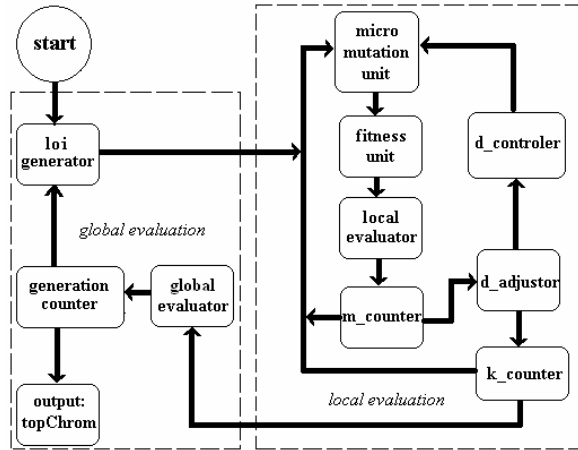 start
loi
generator
global evaluation
generation
counter
global
evaluator
output:
topChrom
micro
mutation
unit
fitness
unit
local
evaluator
m_counter
d_controler
d_adjustor
k_counter
local evaluation